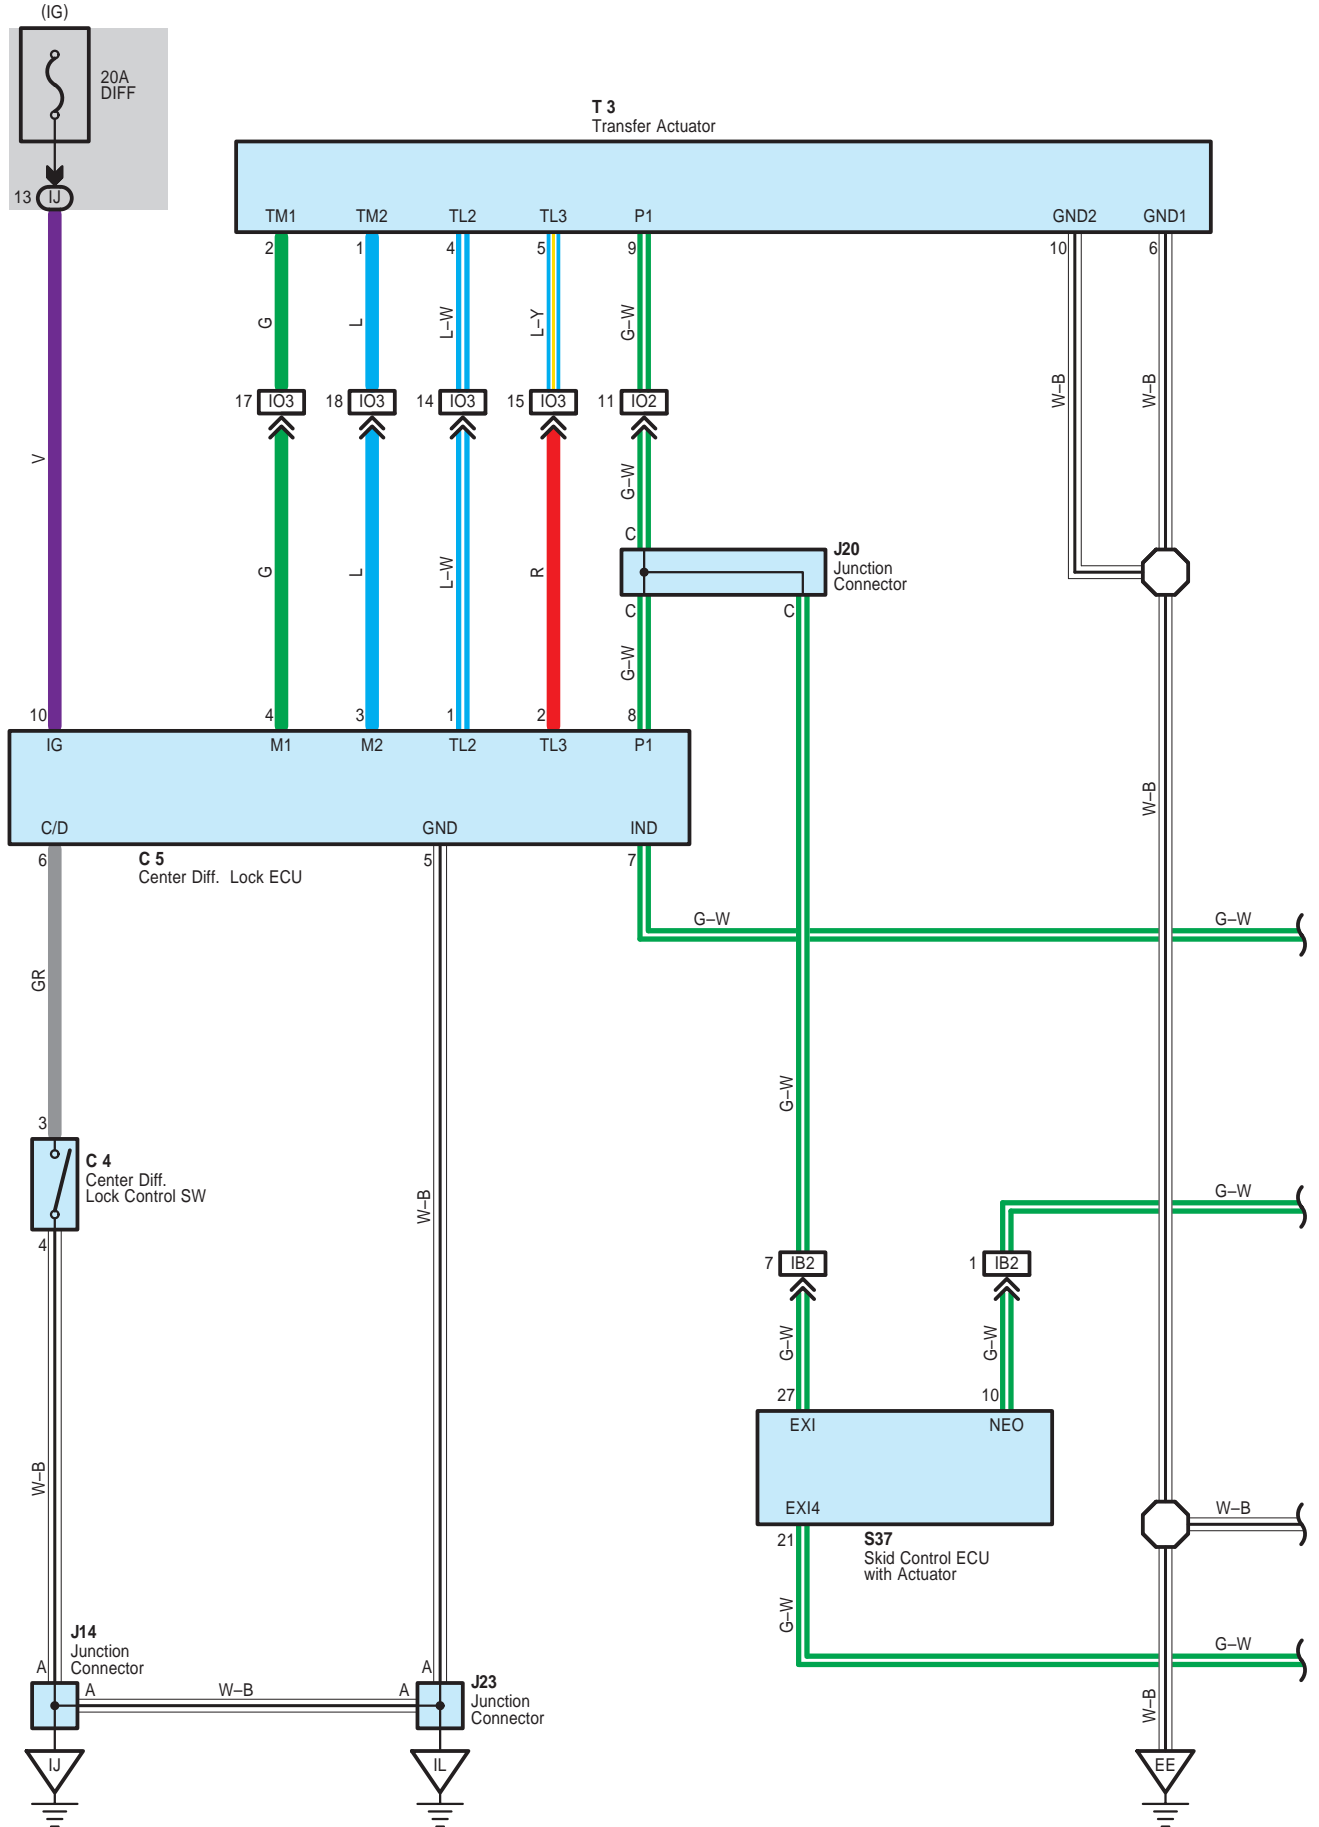 (IG)
20A
DIFF
13 IJ
T 3
Transfer Actuator
TM1 TM2 TL2 TL3 P1 GND2 GND1
2 1 4 5 9 10 6
G L L–W L–Y G–W W–B W–B
17 IO3 18 IO3 14 IO3 15 IO3 11 IO2
V
G–W
C
J20
Junction
Connector
G L L–W R
C C
G–W
10 4 3 1 2 8
IG M1 M2 TL2 TL3 P1
W–B
C/D GND IND
6 5 7
C 5
Center Diff. Lock ECU
G–W G–W
GR
G–W
3
C 4
Center Diff.
Lock Control SW
4
W–B
G–W
7 IB2 1 IB2
G–W G–W
27 10
EXI NEO
W–B
EXI4
W–B
21
S37
Skid Control ECU
with Actuator
G–W
G–W
J14
Junction
Connector
A A
J23
Junction
Connector
A W–B A
W–B
IJ IL EE